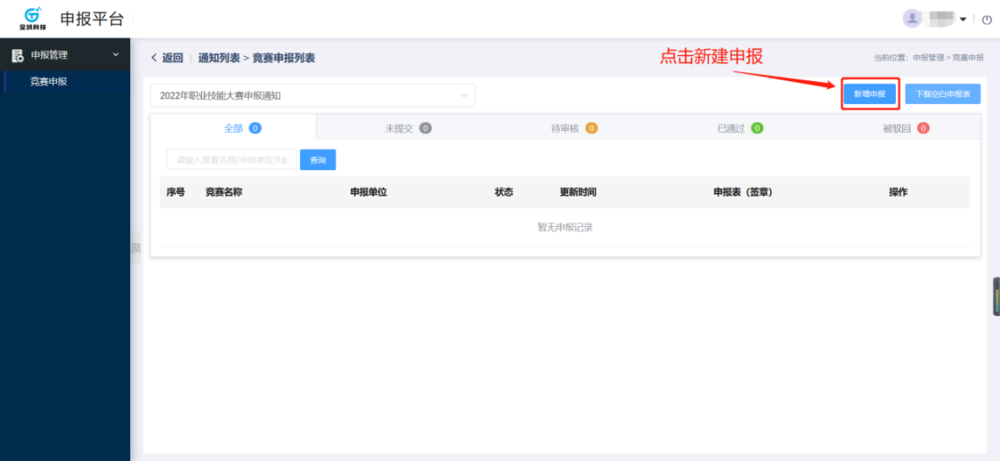 全域科技
申报平台
申报管理
竞赛申报
返回 | 通知列表 > 竞赛申报列表
点击新建申报
当前位置：申报管理 > 竞赛申报
2022年职业技能大赛申报通知
新增申报
下载空白申报表
全部 0
未提交 0
待审核 0
已通过 0
被驳回 0
请输入竞赛名称/申报单位关键
查询
序号 竞赛名称 申报单位 状态 更新时间 申报表（签章） 操作
暂无申报记录